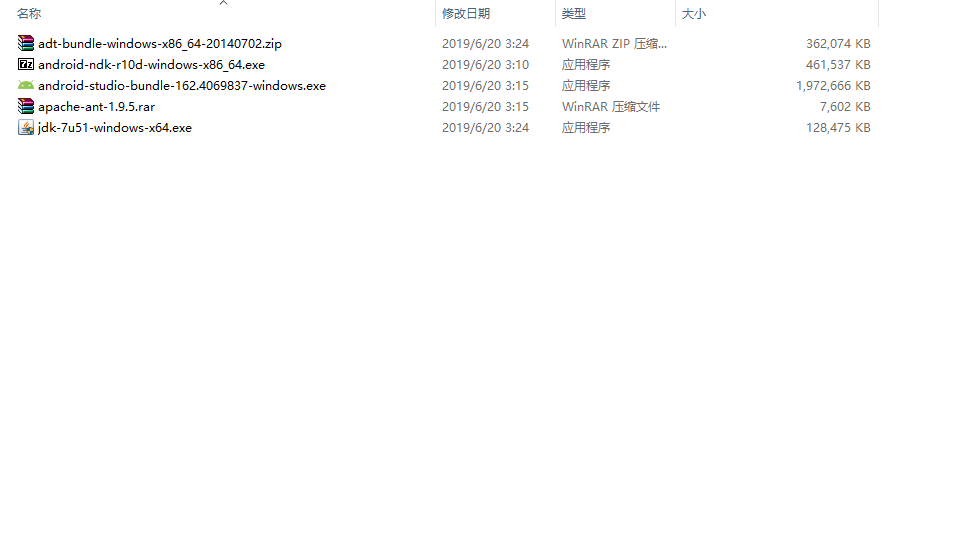 名称 修改日期 类型 大小
adt-bundle-windows-x86_64-20140702.zip 2019/6/20 3:24 WinRAR ZIP 压缩... 362,074 KB
android-ndk-r10d-windows-x86_64.exe 2019/6/20 3:10 应用程序 461,537 KB
android-studio-bundle-162.4069837-windows.exe 2019/6/20 3:15 应用程序 1,972,666 KB
apache-ant-1.9.5.rar 2019/6/20 3:15 WinRAR 压缩文件 7,602 KB
jdk-7u51-windows-x64.exe 2019/6/20 3:24 应用程序 128,475 KB